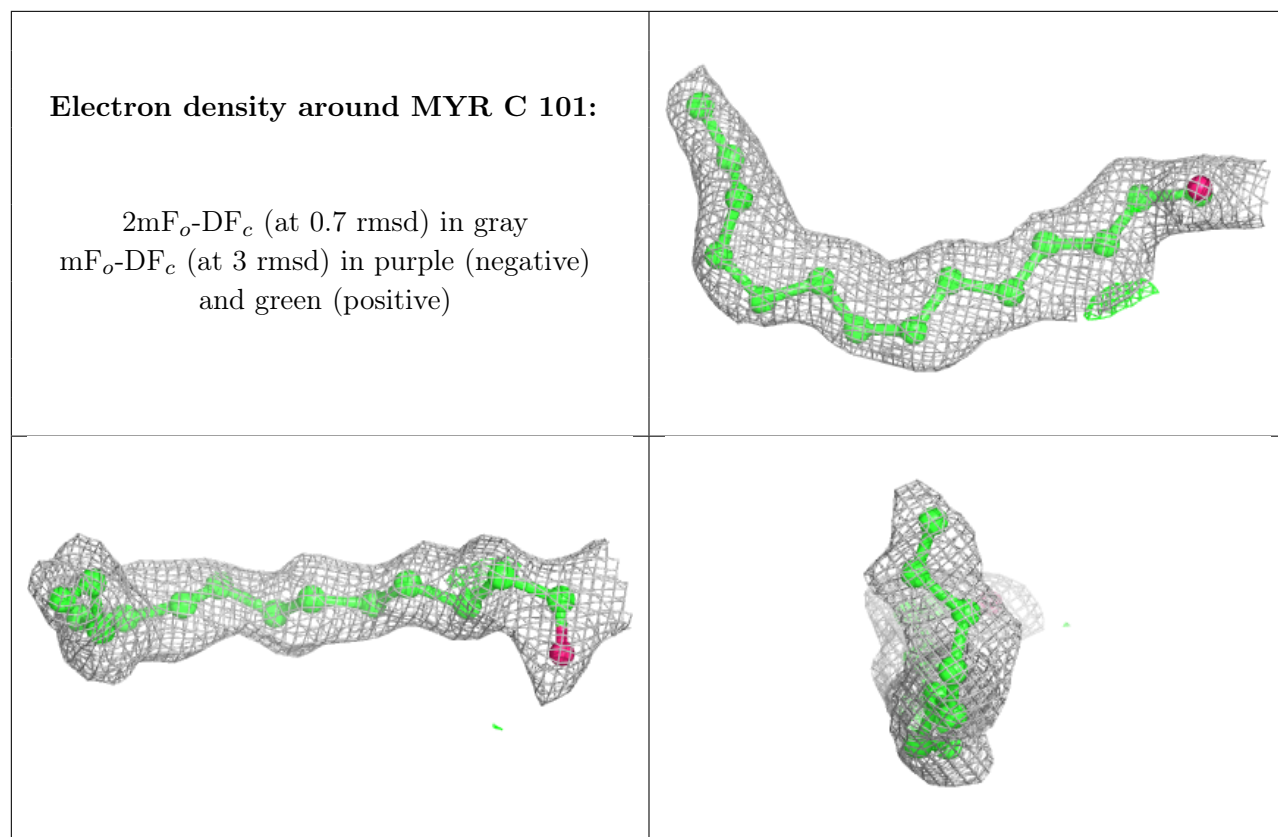 Electron density around MYR C 101:
2mFo-DFc (at 0.7 rmsd) in gray
mFo-DFc (at 3 rmsd) in purple (negative)
and green (positive)